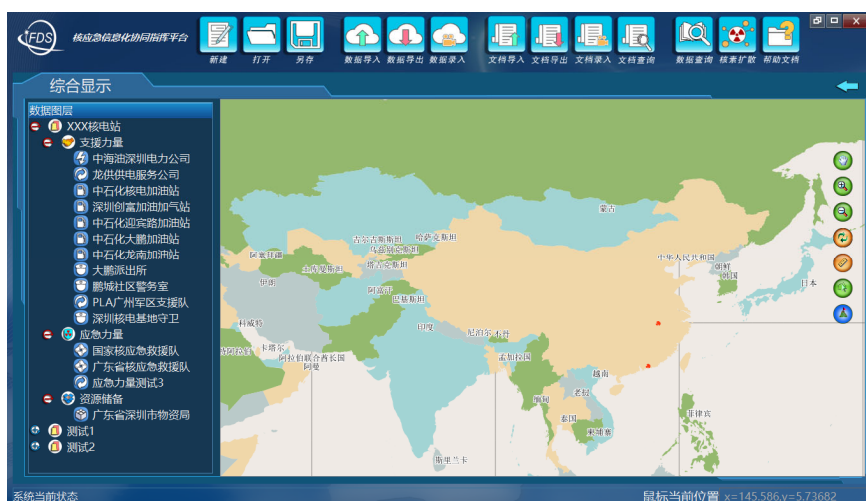 FDS
核应急信息化协同指挥平台
新建
打开
另存
数据导入
数据导出
数据录入
文档导入
文档导出
文档录入
文档查询
数据查询
核素扩散
帮助文档
综合显示
数据图层
XXX核电站
支援力量
中海油深圳电力公司
龙供供电服务公司
中石化核电加油站
深圳创富加油加气站
中石化迎宾路加油站
中石化大鹏加油站
中石化龙南加油站
大鹏派出所
鹏城社区警务室
PLA广州军区支援队
深圳核电基地守卫
应急力量
国家核应急救援队
广东省核应急救援队
应急力量测试3
资源储备
广东省深圳市物资局
测试1
测试2
蒙古
哈萨克斯坦
吉尔吉斯斯坦
乌兹别克斯坦
阿塞拜疆
土库曼斯坦
塔吉克斯坦
中华人民共和国
朝鲜
韩国
日本
伊朗
阿富汗
巴基斯坦
科威特
印度
尼泊尔
不丹
卡塔尔
阿拉伯联合酋长国
阿曼
孟加拉国
越南
缅甸
老挝
泰国
柬埔寨
菲律宾
斯里兰卡
系统当前状态
鼠标当前位置 x=145.586,y=5.73682